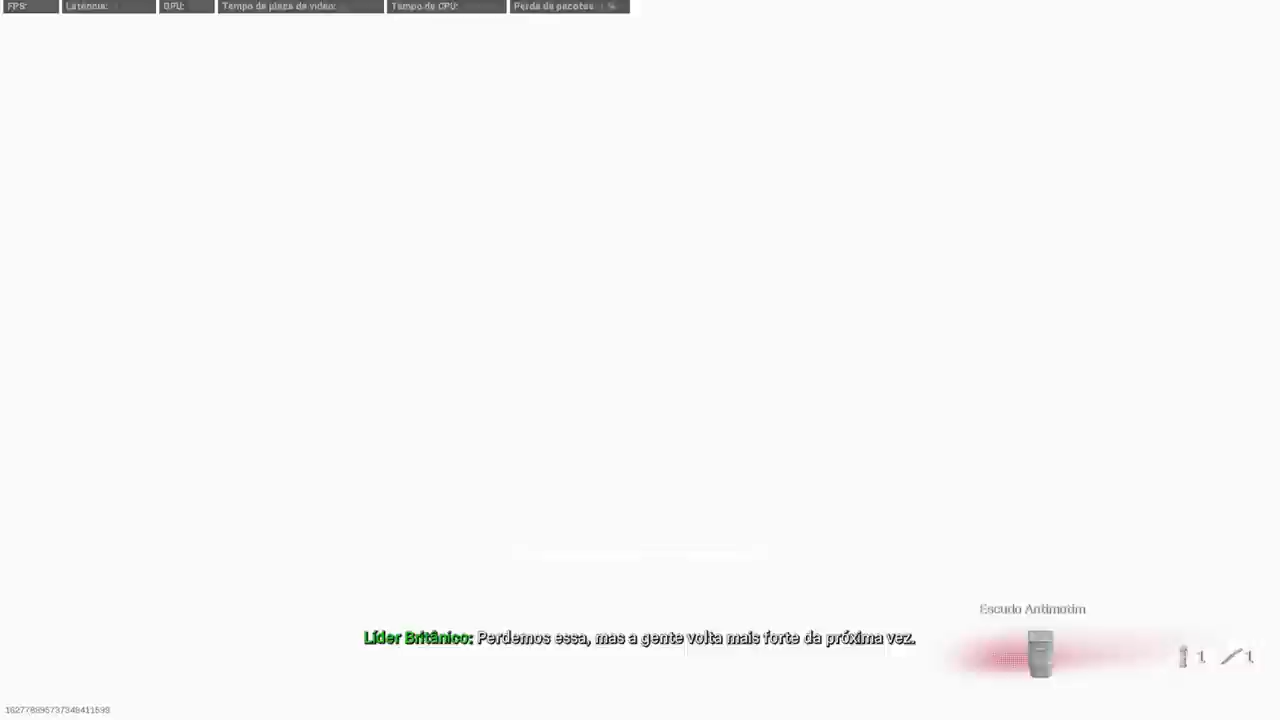 FPS: Latência: GPU: Tempo de placa de vídeo: Tempo de CPU: Perda de pacotes %
Escudo Antimotim
Líder Britânico: Perdemos essa, mas a gente volta mais forte da próxima vez.
1 1